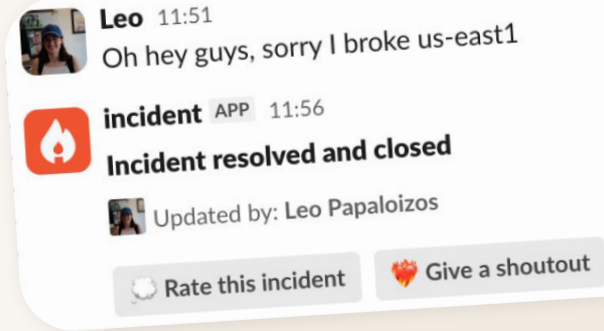 Leo 11:51
Oh hey guys, sorry I broke us-east1
incident APP 11:56
Incident resolved and closed
Updated by: Leo Papaloizos
Rate this incident
Give a shoutout